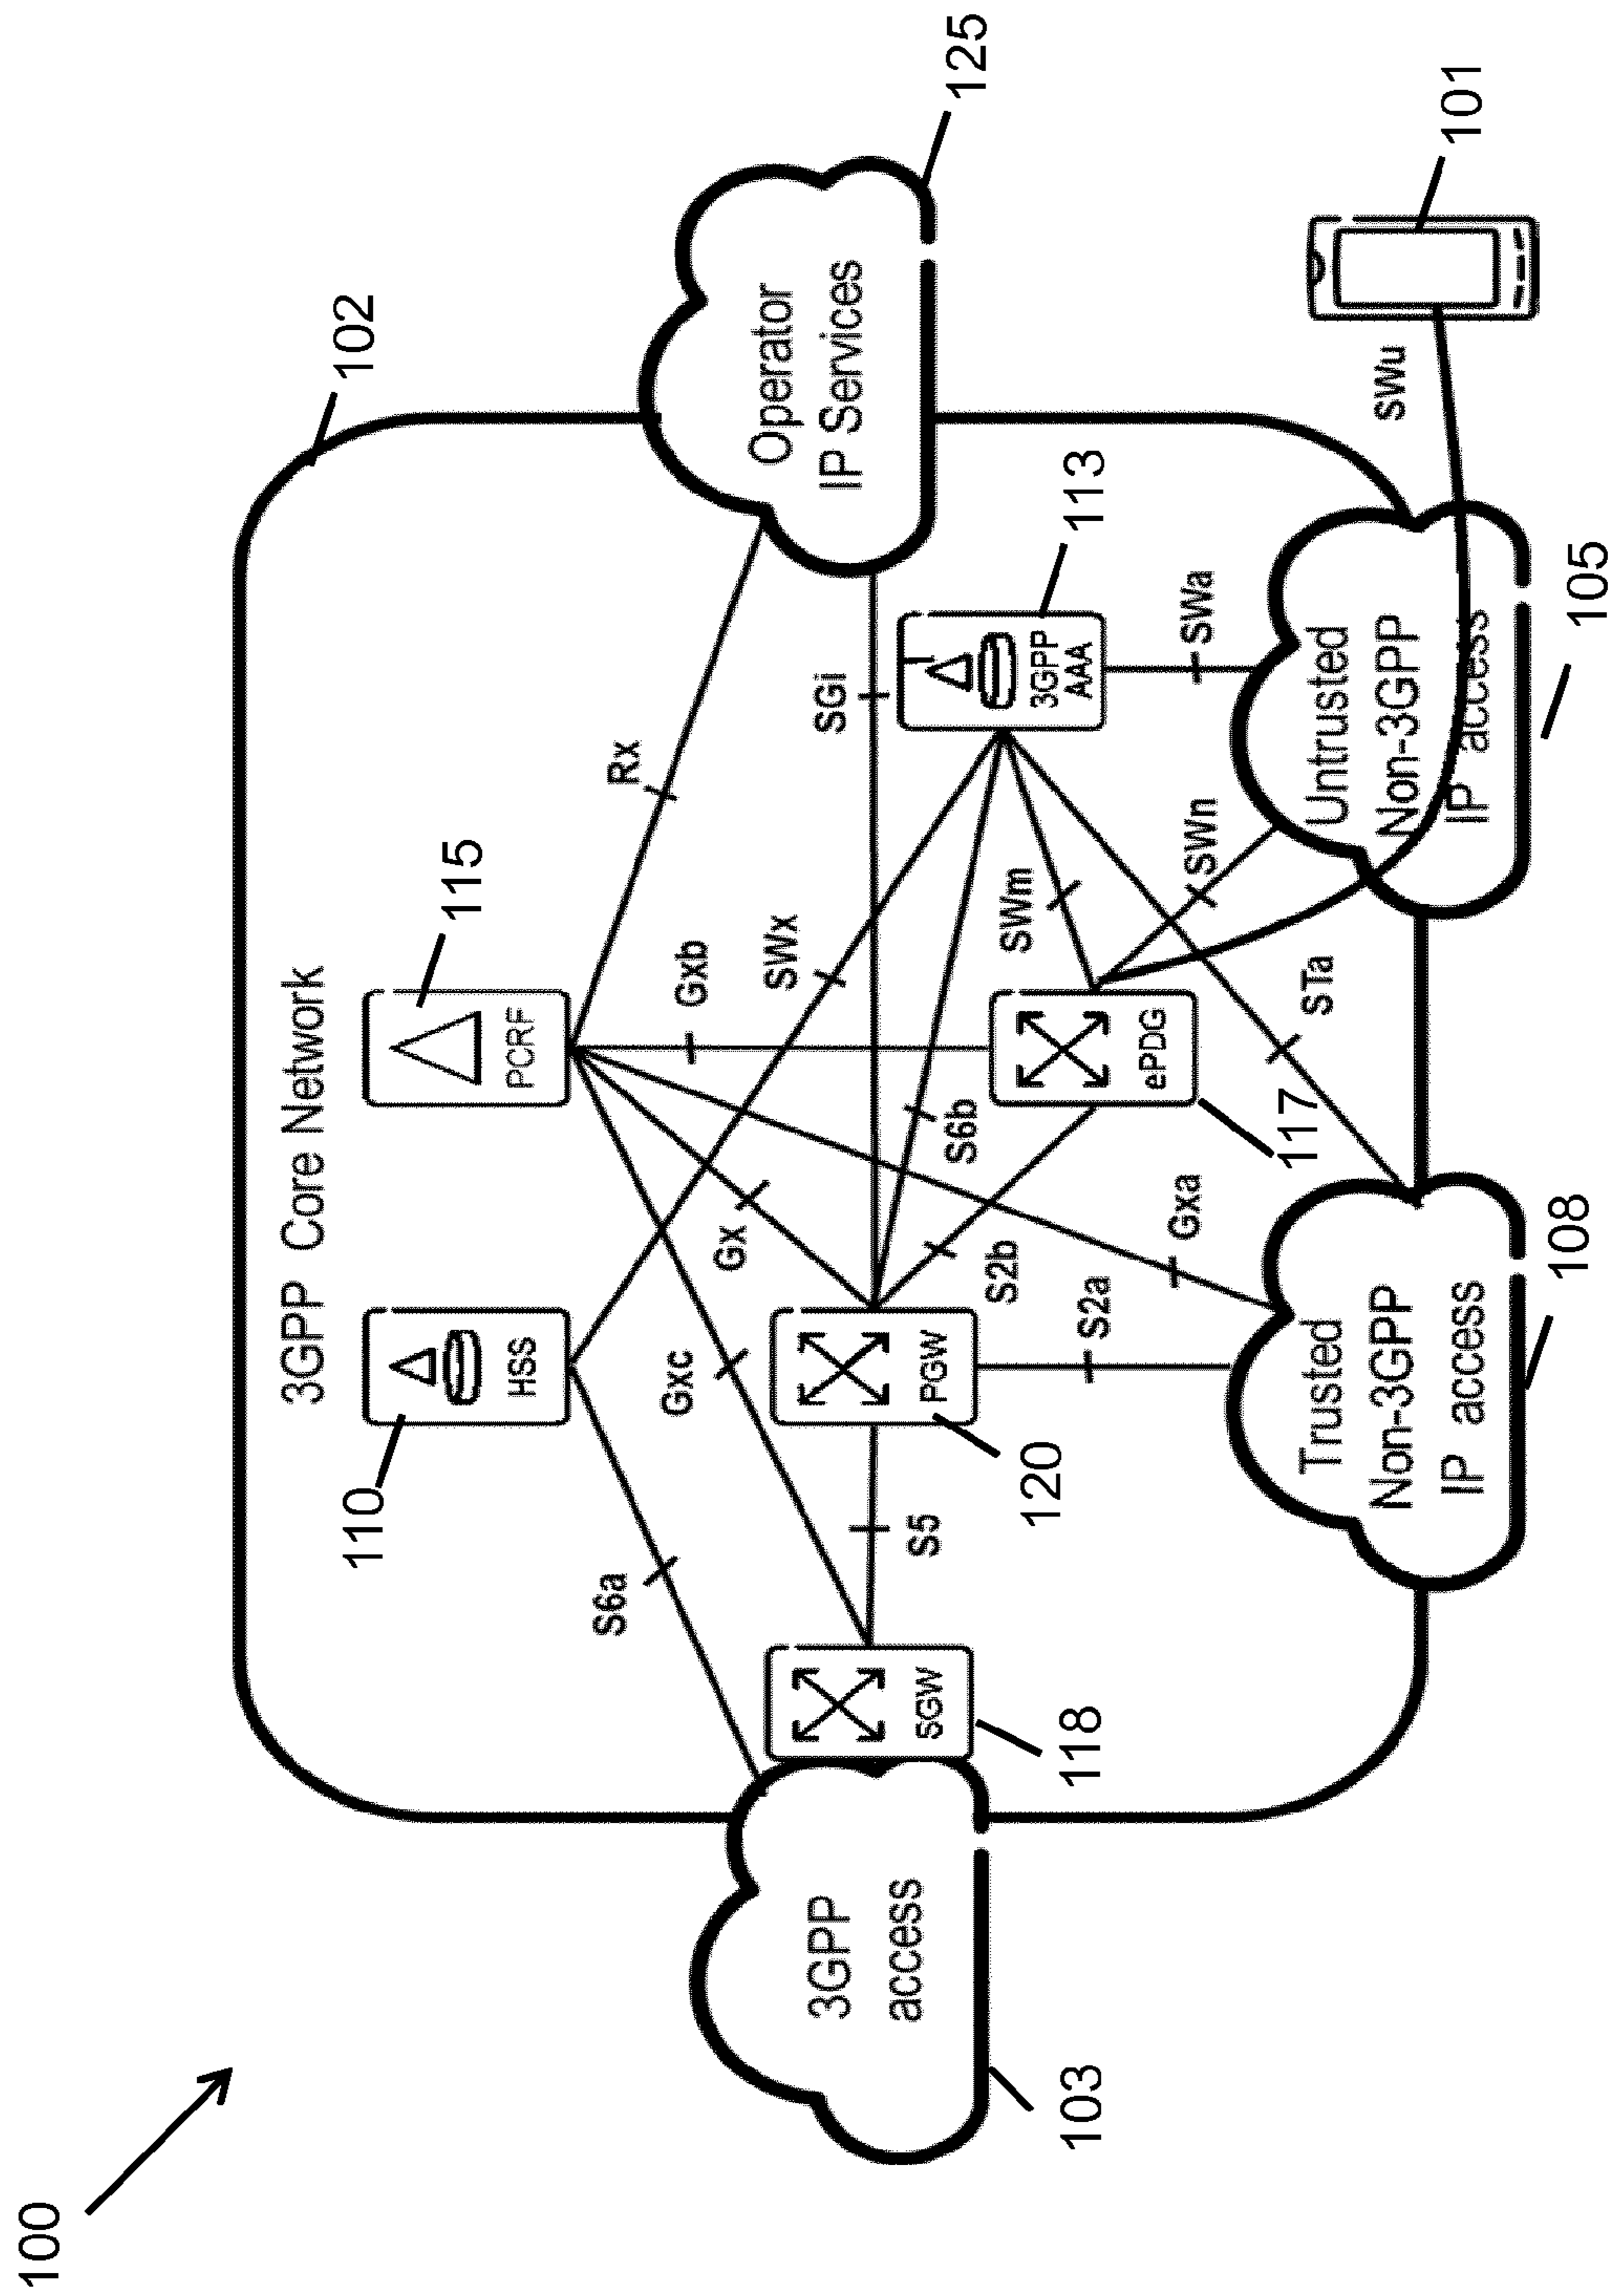 100
102
3GPP Core Network
110
HSS
115
PCRF
S6a
Rx
Gxc
Gx
Gxb
SWx
125
Operator
IP Services
SGi
3GPP
access
103
SGW
118
S5
PGW
120
S6b
S2b
S2a
Gxa
ePDG
117
SWm
SWn
STa
3GPP
AAA
113
SWa
SWu
101
Trusted
Non-3GPP
IP access
108
Untrusted
Non-3GPP
IP access
105